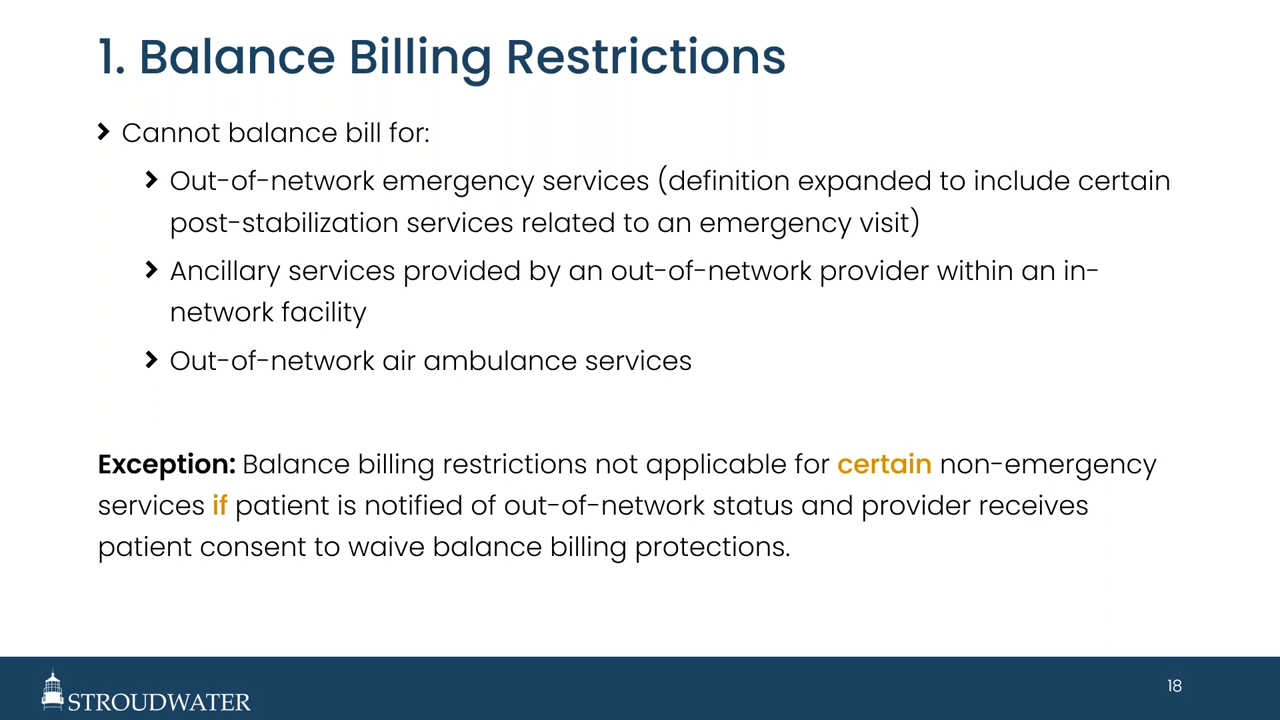 1. Balance Billing Restrictions
Cannot balance bill for:
Out-of-network emergency services (definition expanded to include certain
post-stabilization services related to an emergency visit)
Ancillary services provided by an out-of-network provider within an in-
network facility
Out-of-network air ambulance services
Exception: Balance billing restrictions not applicable for certain non-emergency
services if patient is notified of out-of-network status and provider receives
patient consent to waive balance billing protections.
STROUDWATER
18